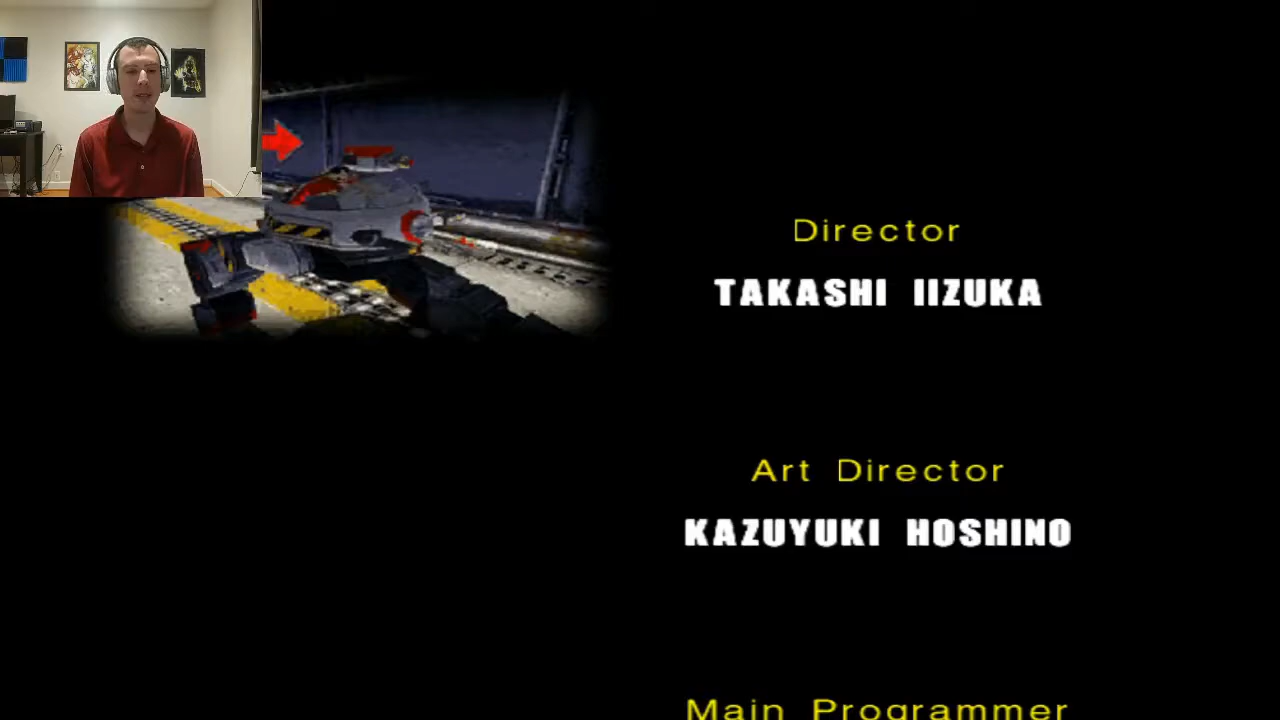 Director
TAKASHI IIZUKA
Art Director
KAZUYUKI HOSHINO
Main Programmer